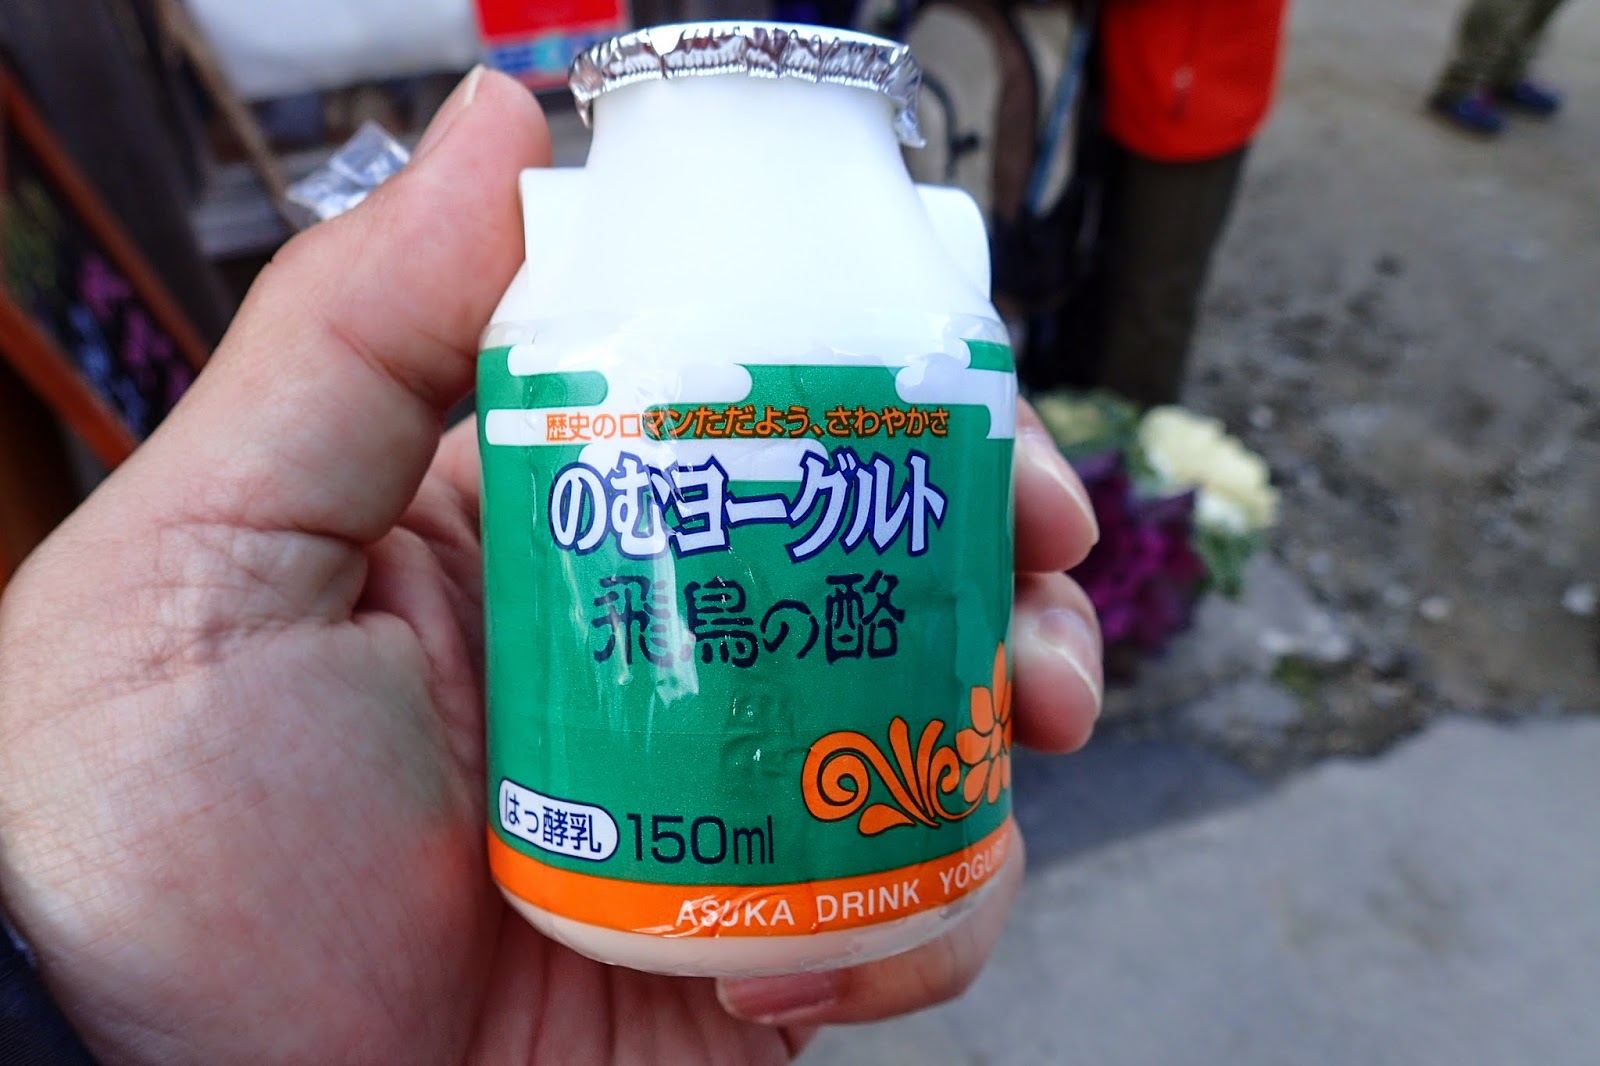 歴史のロマンただよう、さわやかさ
のむヨーグルト
飛鳥の酪
はっ酵乳
150ml
ASUKA DRINK YOGUR